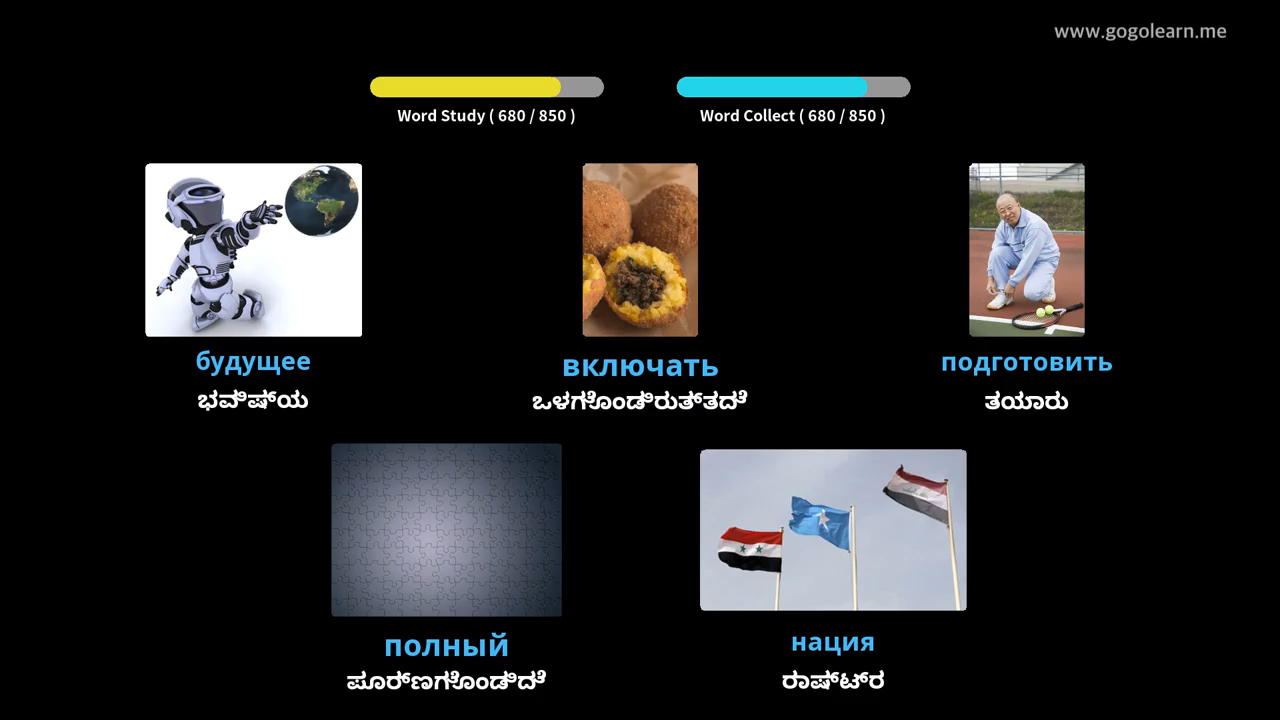 www.gogolearn.me
Word Study ( 680 / 850 )
Word Collect ( 680 / 850 )
будущее
ಭವಿಷ್ಯ
включать
ಒಳಗೊಂಡಿರುತ್ತದೆ
подготовить
ತಯಾರು
полный
ಪೂರ್ಣಗೊಂಡಿದೆ
нация
ರಾಷ್ಟ್ರ